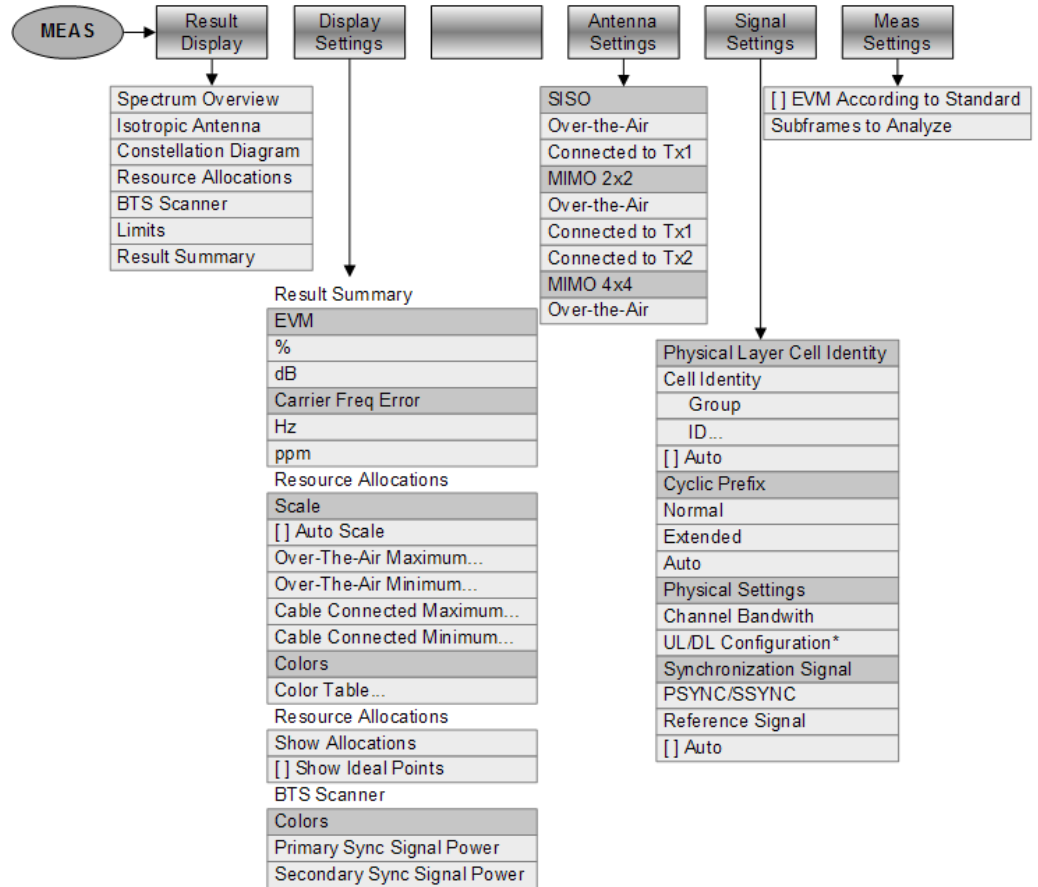 MEAS
Result
Display
Display
Settings
Antenna
Settings
Signal
Settings
Meas
Settings
Spectrum Overview
Isotropic Antenna
Constellation Diagram
Resource Allocations
BTS Scanner
Limits
Result Summary
Result Summary
EVM
%
dB
Carrier Freq Error
Hz
ppm
Resource Allocations
Scale
[ ] Auto Scale
Over-The-Air Maximum...
Over-The-Air Minimum...
Cable Connected Maximum...
Cable Connected Minimum...
Colors
Color Table...
Resource Allocations
Show Allocations
[ ] Show Ideal Points
BTS Scanner
Colors
Primary Sync Signal Power
Secondary Sync Signal Power
SISO
Over-the-Air
Connected to Tx1
MIMO 2x2
Over-the-Air
Connected to Tx1
Connected to Tx2
MIMO 4x4
Over-the-Air
Physical Layer Cell Identity
Cell Identity
Group
ID...
[ ] Auto
Cyclic Prefix
Normal
Extended
Auto
Physical Settings
Channel Bandwith
UL/DL Configuration*
Synchronization Signal
PSYNC/SSYNC
Reference Signal
[ ] Auto
[ ] EVM According to Standard
Subframes to Analyze